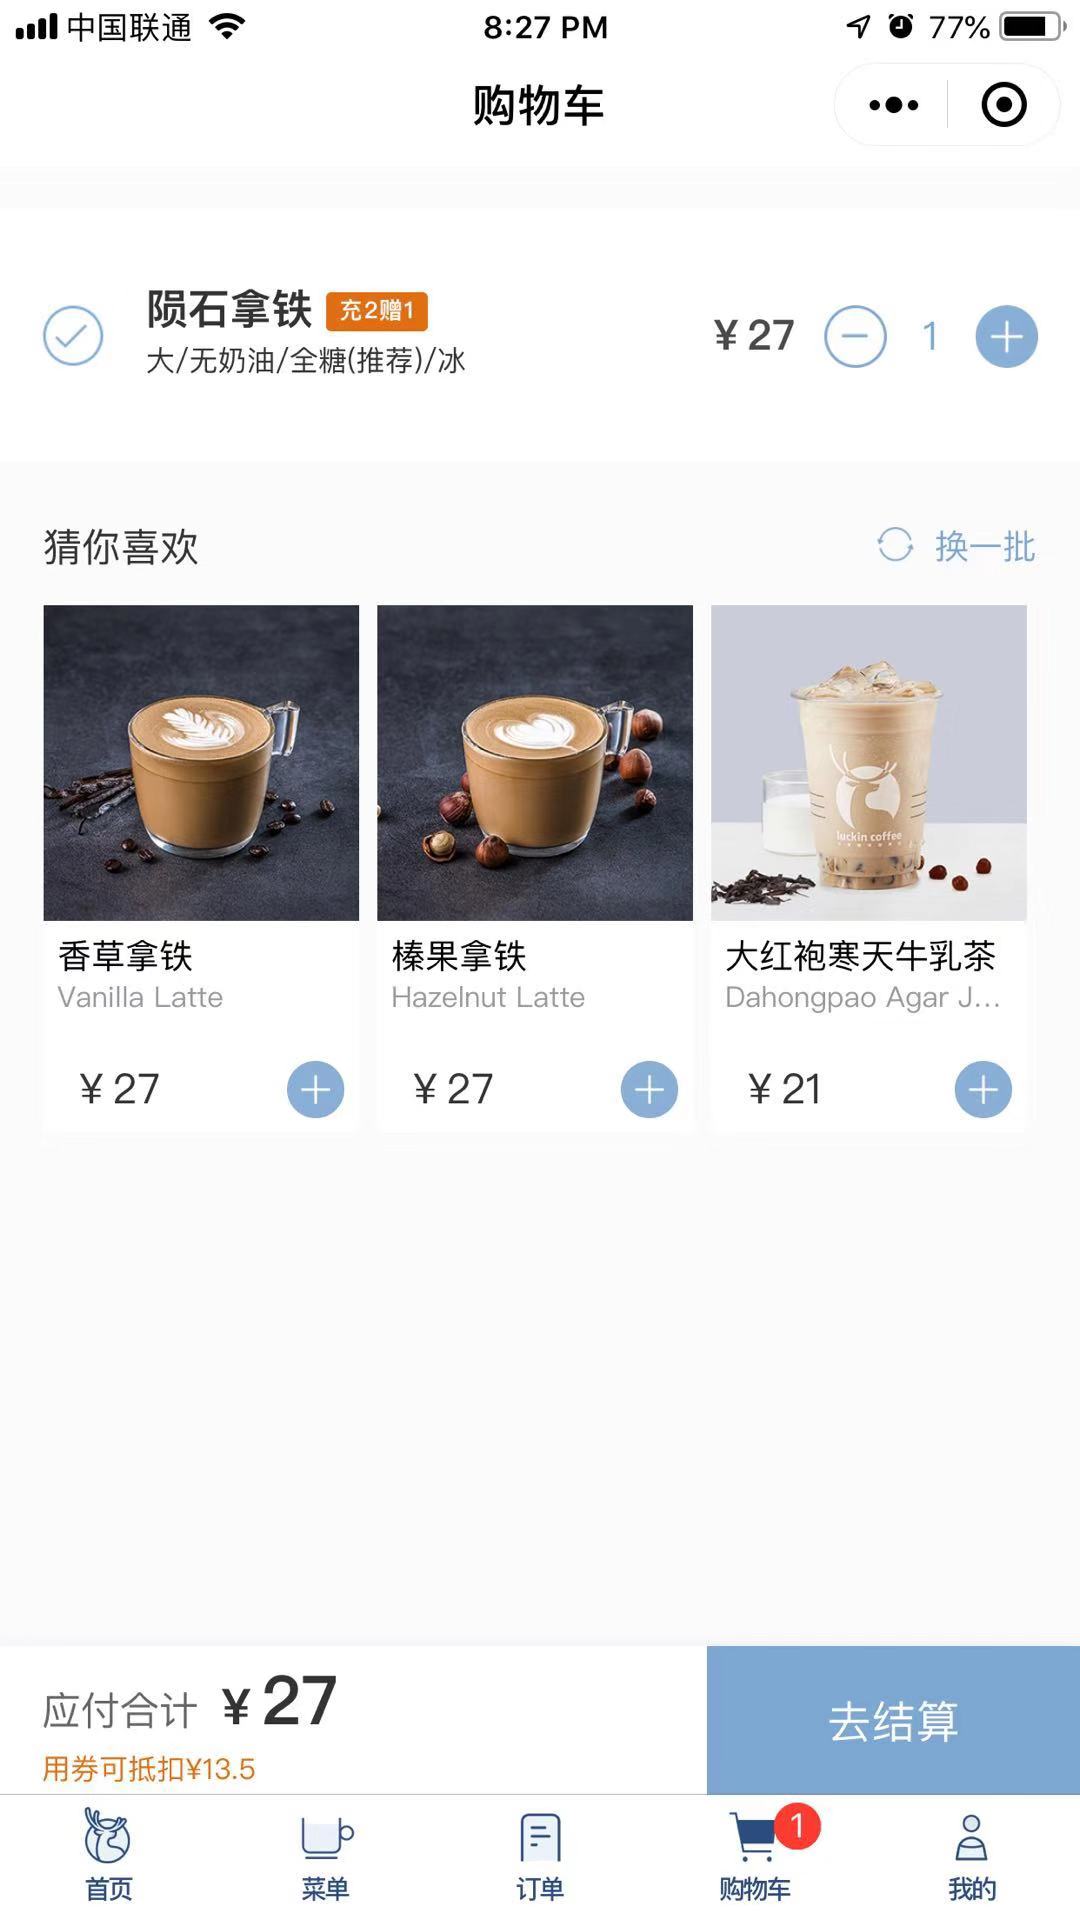 中国联通
8:27 PM
77%
购物车
陨石拿铁 充2赠1
大/无奶油/全糖(推荐)/冰
¥27
1
猜你喜欢
换一批
luckin coffee
香草拿铁
Vanilla Latte
¥27
榛果拿铁
Hazelnut Latte
¥27
大红袍寒天牛乳茶
Dahongpao Agar J...
¥21
应付合计 ¥27
用券可抵扣¥13.5
去结算
首页
菜单
订单
1
购物车
我的